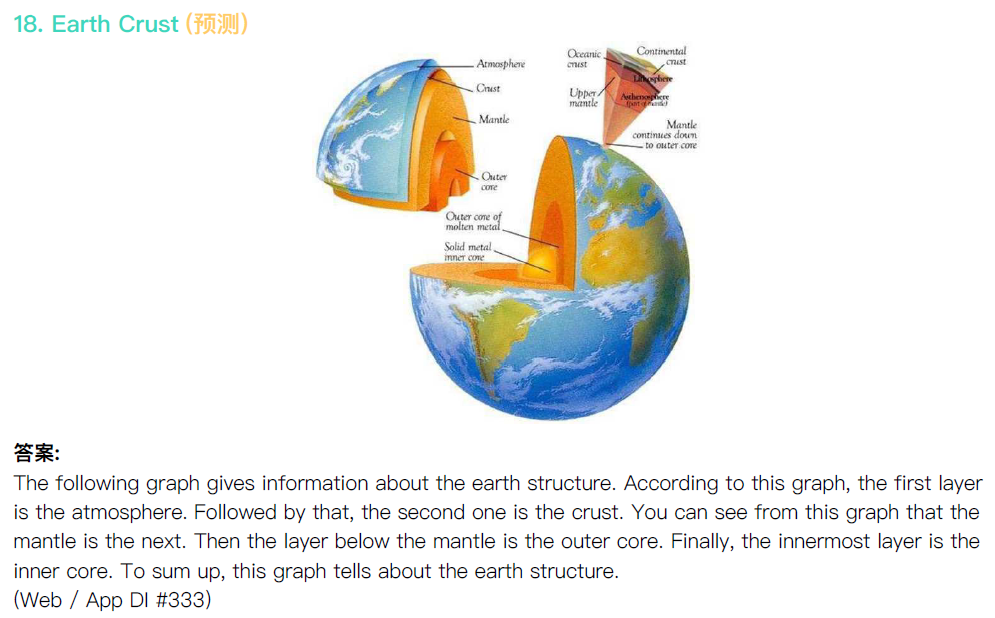 18. Earth Crust (预测)
Atmosphere
Crust
Mantle
Outer
core
Oceanic
crust
Continental
crust
Lithosphere
Upper
mantle
Asthenosphere
(part of mantle)
Mantle
continues down
to outer core
Outer core of
molten metal
Solid metal
inner core
答案:
The following graph gives information about the earth structure. According to this graph, the first layer
is the atmosphere. Followed by that, the second one is the crust. You can see from this graph that the
mantle is the next. Then the layer below the mantle is the outer core. Finally, the innermost layer is the
inner core. To sum up, this graph tells about the earth structure.
(Web / App DI #333)